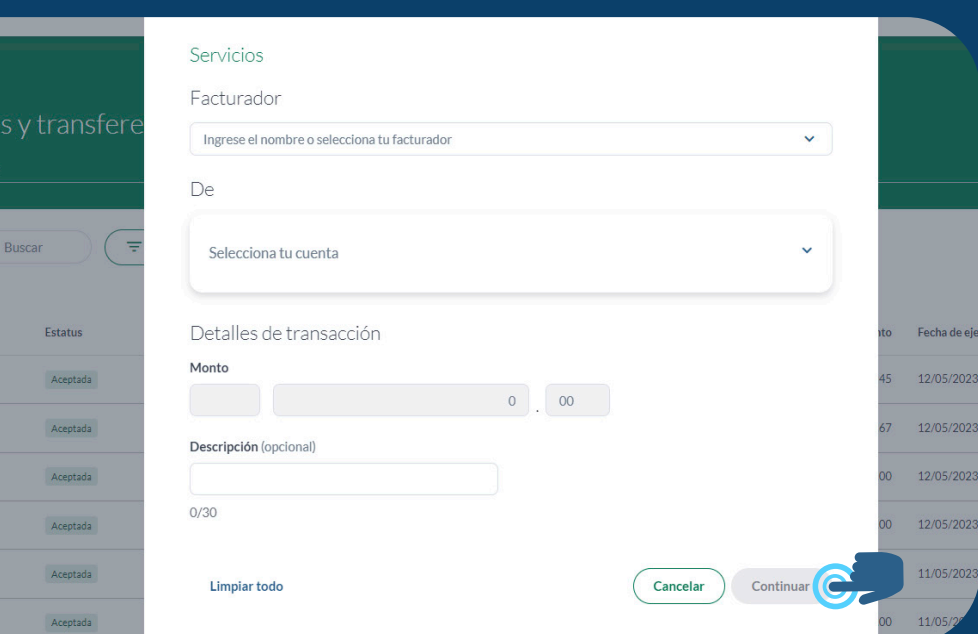 Servicios
Facturador
s y transfere
Ingrese el nombre o selecciona tu facturador
De
Buscar
Selecciona tu cuenta
Detalles de transacción
Estatus
nto Fecha de eje
Monto
Aceptada
45 12/05/2023
0 . 00
Aceptada
67 12/05/2023
Descripción (opcional)
Aceptada
00 12/05/2023
0/30
Aceptada
00 12/05/2023
Aceptada
11/05/2023
Limpiar todo
Cancelar
Continuar
Aceptada
00 11/05/2